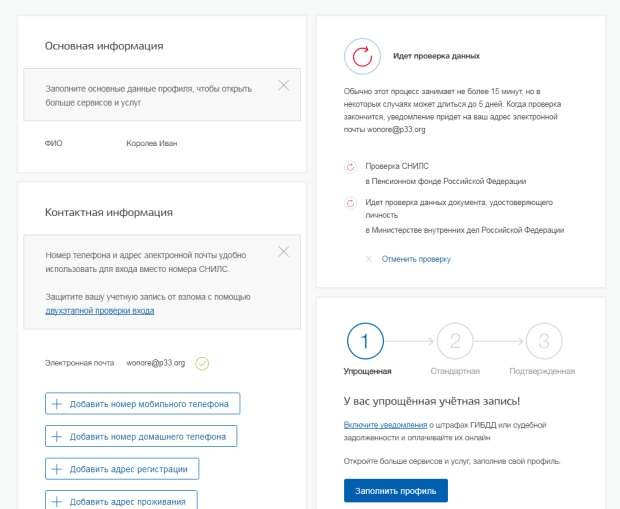 Основная информация
Заполните основные данные профиля, чтобы открыть
больше сервисов и услуг
ФИО Королев Иван
Контактная информация
Номер телефона и адрес электронной почты удобно
использовать для входа вместо номера СНИЛС.
Защитите вашу учетную запись от взлома с помощью
двухэтапной проверки входа
Электронная почта wonore@p33.org
Добавить номер мобильного телефона
Добавить номер домашнего телефона
Добавить адрес регистрации
Добавить адрес проживания
Идет проверка данных
Обычно этот процесс занимает не более 15 минут, но в
некоторых случаях может длиться до 5 дней. Когда проверка
закончится, уведомление придет на ваш адрес электронной
почты wonore@p33.org
Проверка СНИЛС
в Пенсионном фонде Российской Федерации
Идет проверка данных документа, удостоверяющего
личность
в Министерстве внутренних дел Российской Федерации
Отменить проверку
1 2 3
Упрощенная Стандартная Подтвержденная
У вас упрощённая учётная запись!
Включите уведомления о штрафах ГИБДД или судебной
задолженности и оплачивайте их онлайн
Откройте больше сервисов и услуг, заполнив свой профиль.
Заполнить профиль